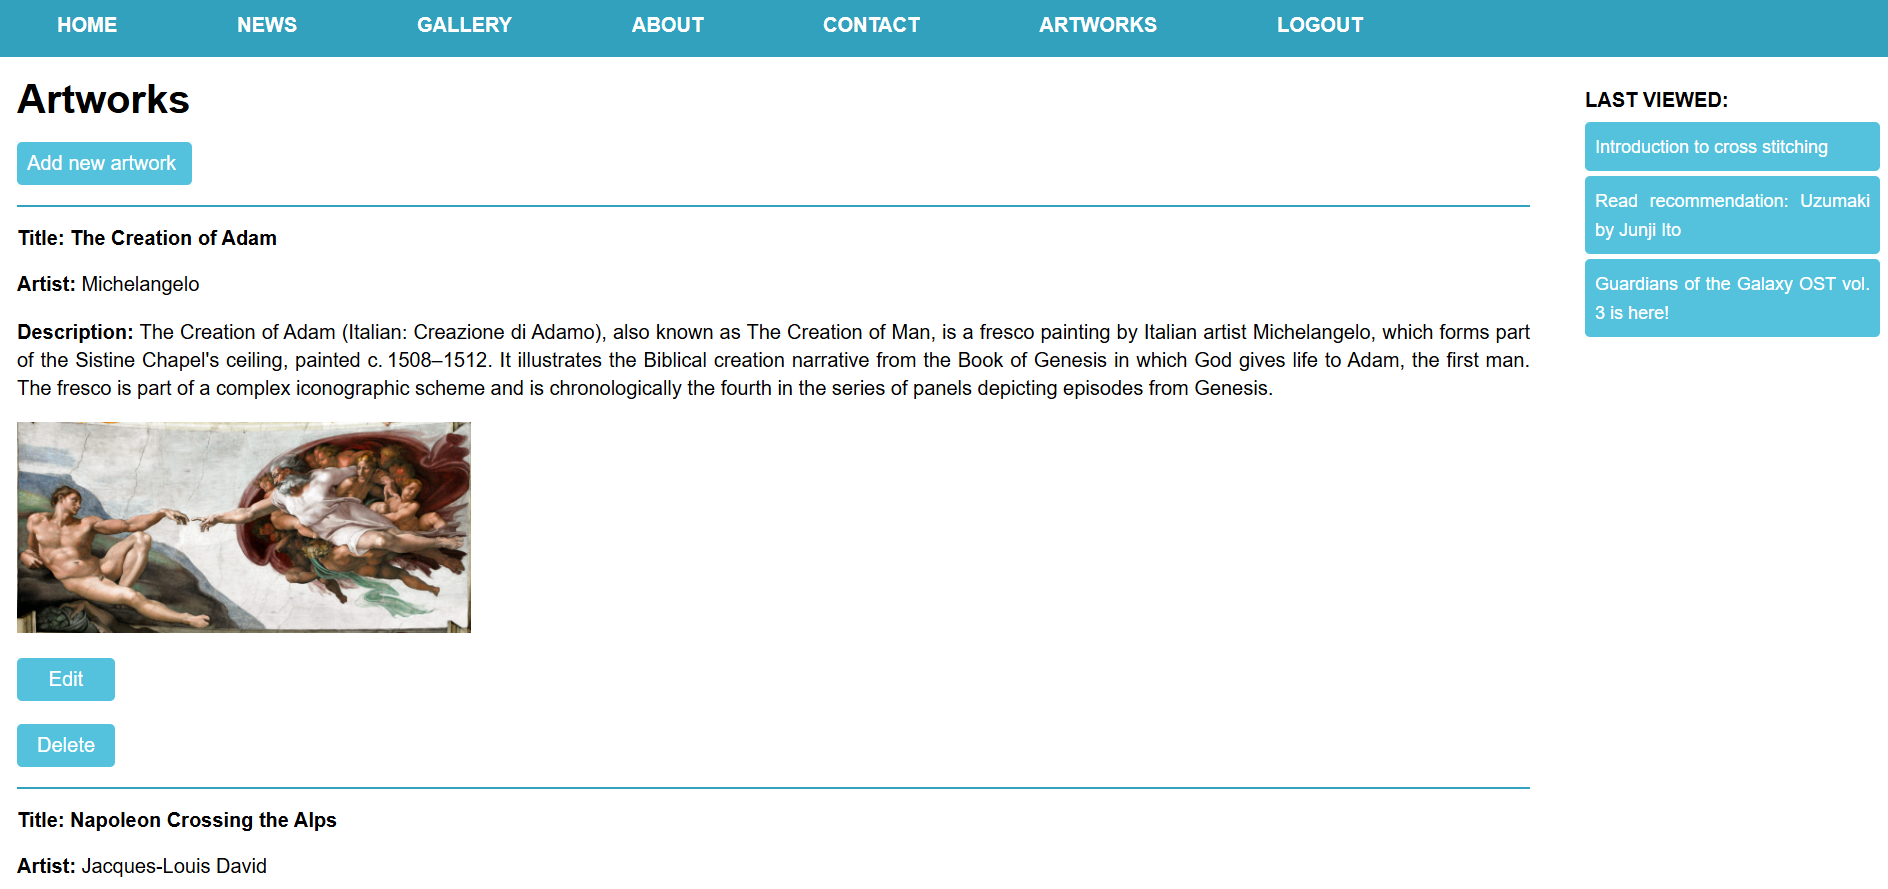 HOME NEWS GALLERY ABOUT CONTACT ARTWORKS LOGOUT
Artworks
Add new artwork
Title: The Creation of Adam
Artist: Michelangelo
Description: The Creation of Adam (Italian: Creazione di Adamo), also known as The Creation of Man, is a fresco painting by Italian artist Michelangelo, which forms part
of the Sistine Chapel's ceiling, painted c. 1508–1512. It illustrates the Biblical creation narrative from the Book of Genesis in which God gives life to Adam, the first man.
The fresco is part of a complex iconographic scheme and is chronologically the fourth in the series of panels depicting episodes from Genesis.
Edit
Delete
Title: Napoleon Crossing the Alps
Artist: Jacques-Louis David
LAST VIEWED:
Introduction to cross stitching
Read recommendation: Uzumaki
by Junji Ito
Guardians of the Galaxy OST vol.
3 is here!